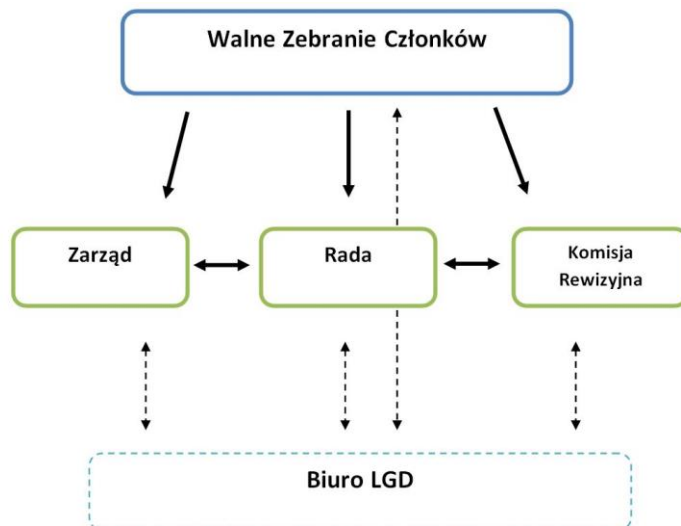 Walne Zebranie Członków
Zarząd
Rada
Komisja
Rewizyjna
Biuro LGD